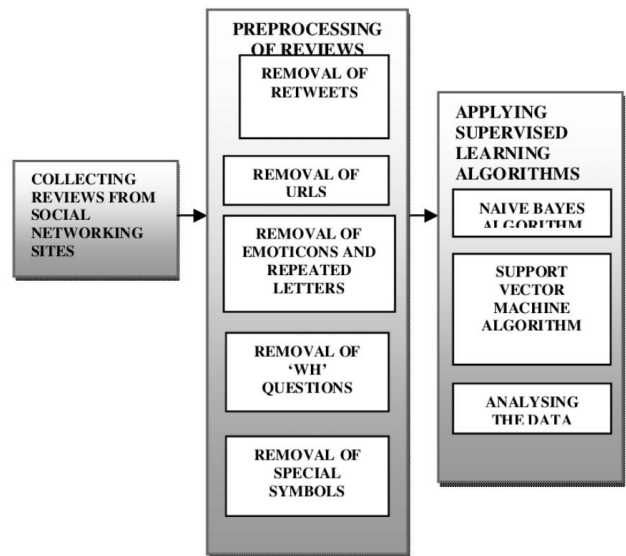 COLLECTING
REVIEWS FROM
SOCIAL
NETWORKING
SITES
PREPROCESSING
OF REVIEWS
REMOVAL OF
RETWEETS
REMOVAL OF
URLS
REMOVAL OF
EMOTICONS AND
REPEATED
LETTERS
REMOVAL OF
‘WH’
QUESTIONS
REMOVAL OF
SPECIAL
SYMBOLS
APPLYING
SUPERVISED
LEARNING
ALGORITHMS
NAIVE BAYES
ALGORITHM
SUPPORT
VECTOR
MACHINE
ALGORITHM
ANALYSING
THE DATA